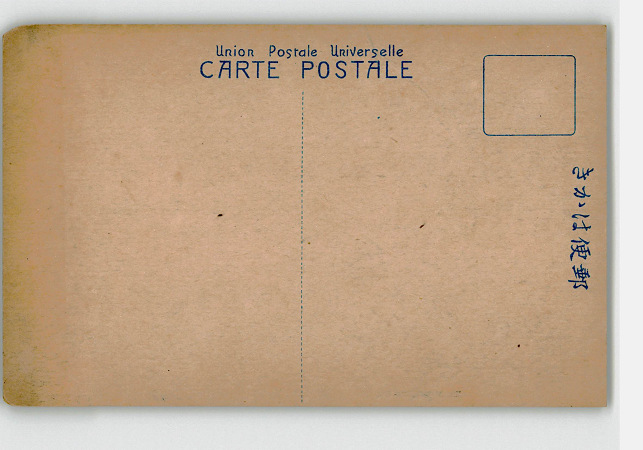 Union Postale Universelle
CARTE POSTALE
郵便はかき